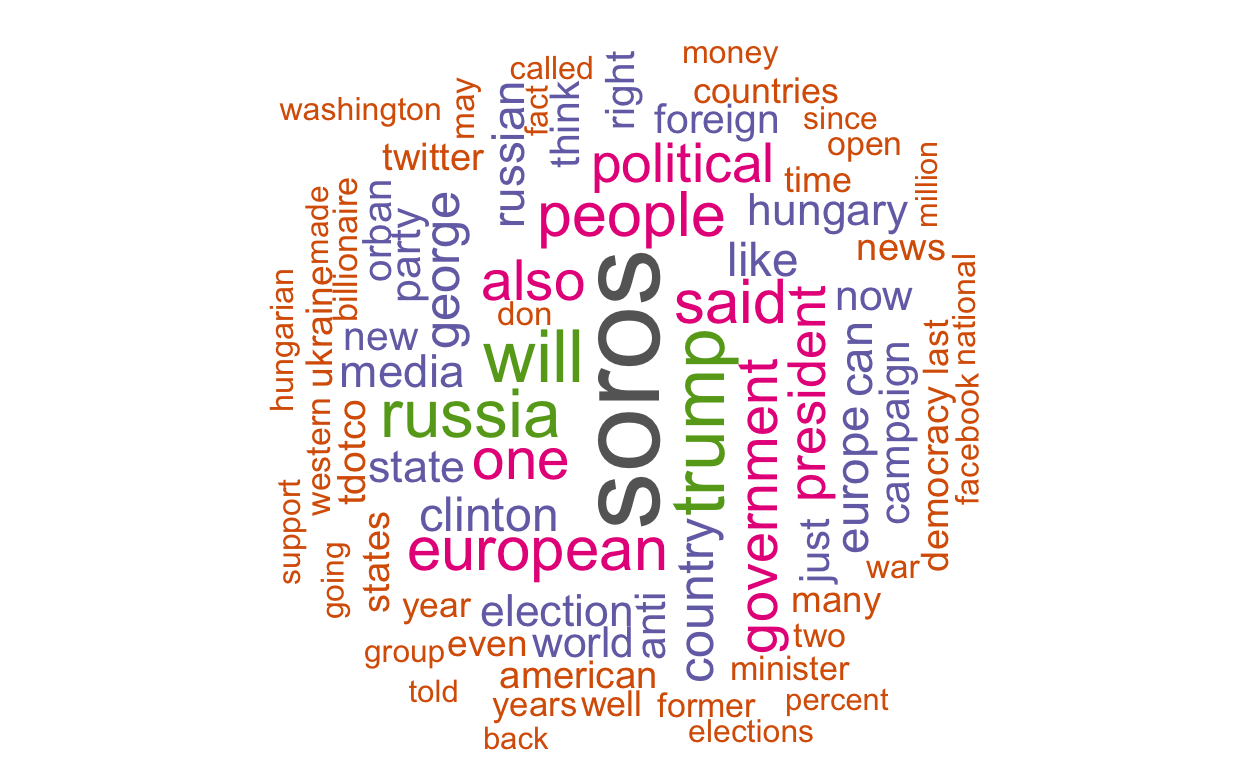 money
called
countries
washington
may
fact
think
right
russian
foreign
since
open
twitter
political
time
million
orban
party
george
people
hungary
made
billionaire
news
like
also
soros
said
now
hungarian
ukraine
don
president
national
new
media
will
trump
can
last
russia
government
europe
campaign
democracy
facebook
western
tdotco
state
one
clinton
european
country
just
support
going
states
war
year
election
anti
many
group
even
world
two
american
minister
told
years
well
former
percent
back
elections